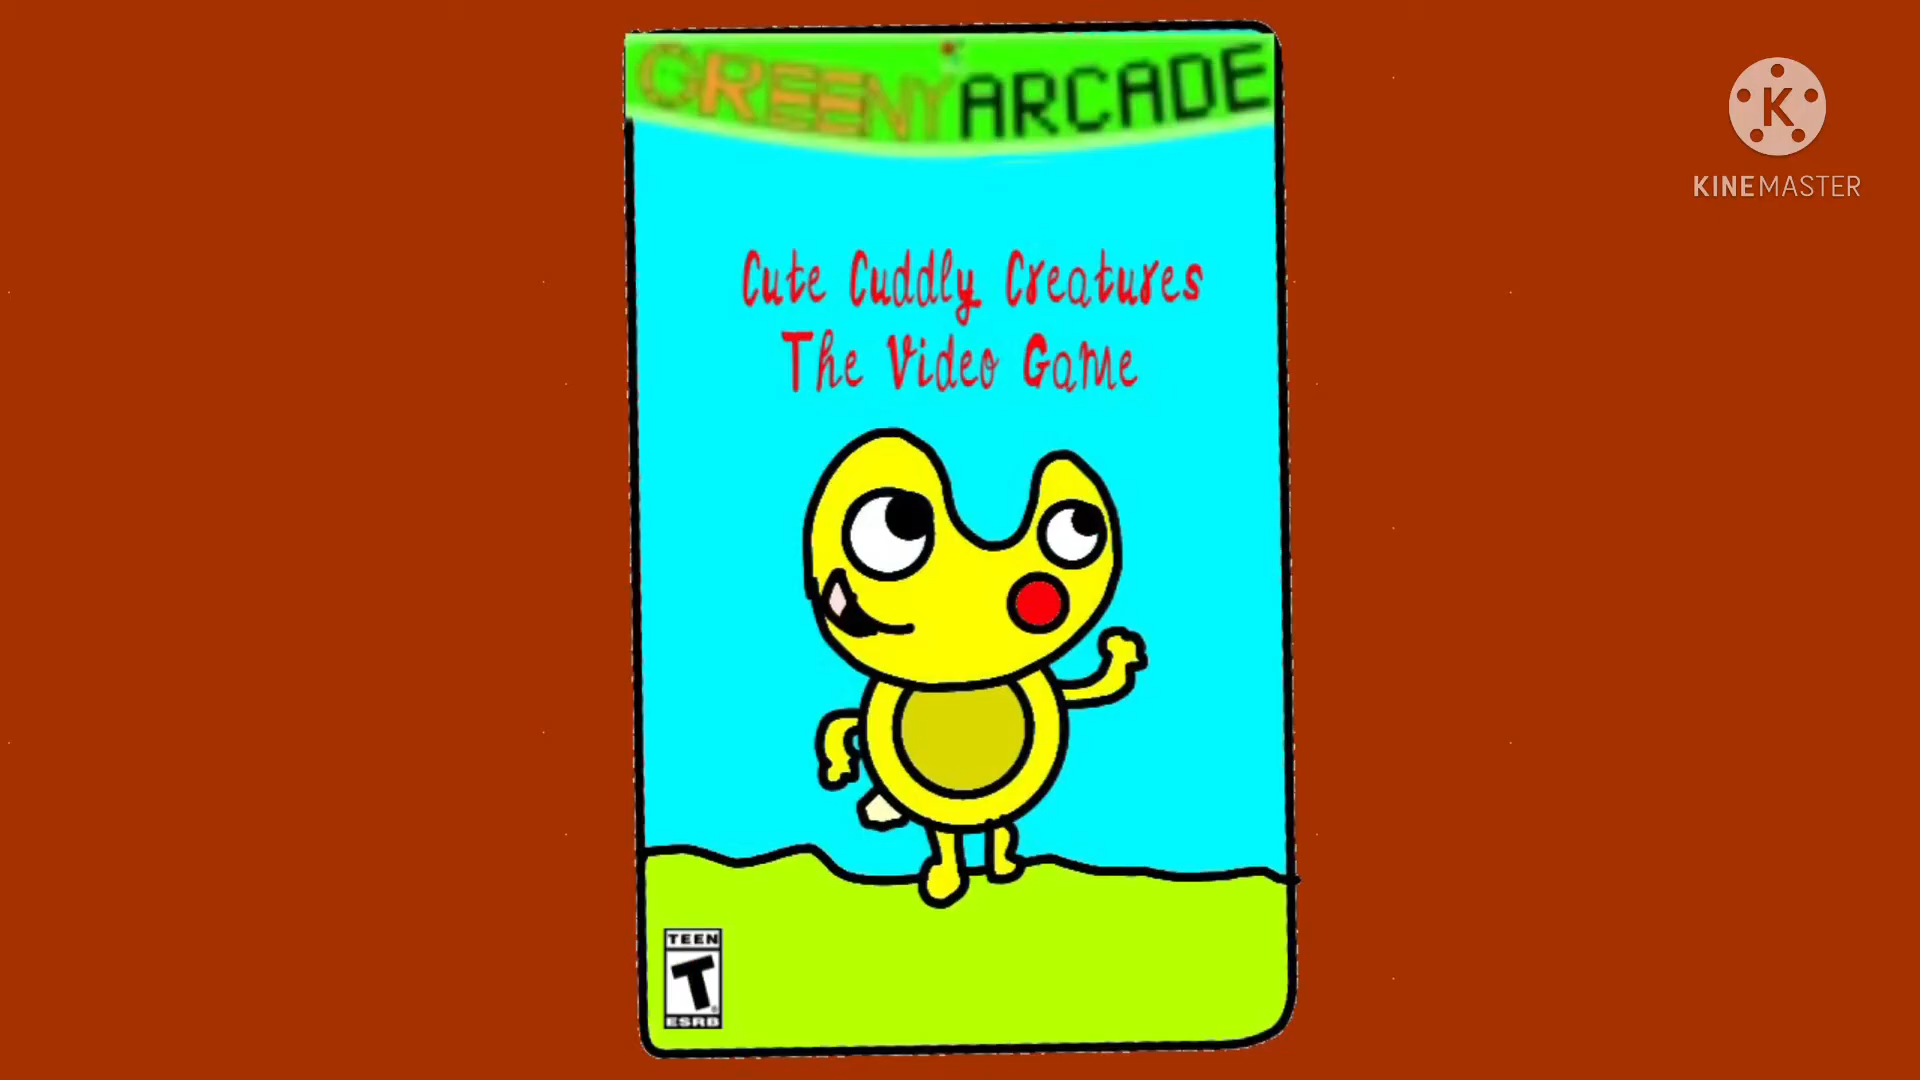 GREENY ARCADE
K
KINEMASTER
Cute Cuddly Creatures
The Video Game
TEEN
T
ESRB